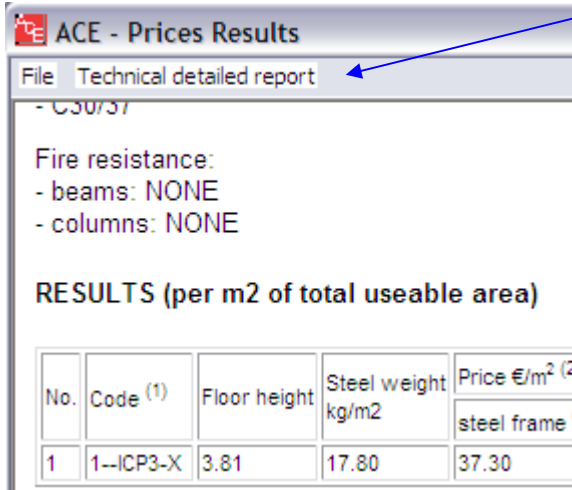 ACE ACE - Prices Results
File Technical detailed report
- C30/37
Fire resistance:
- beams: NONE
- columns: NONE
RESULTS (per m2 of total useable area)
No. Code (1) Floor height Steel weight kg/m2 Price €/m² (2
steel frame
1 1--ICP3-X 3.81 17.80 37.30